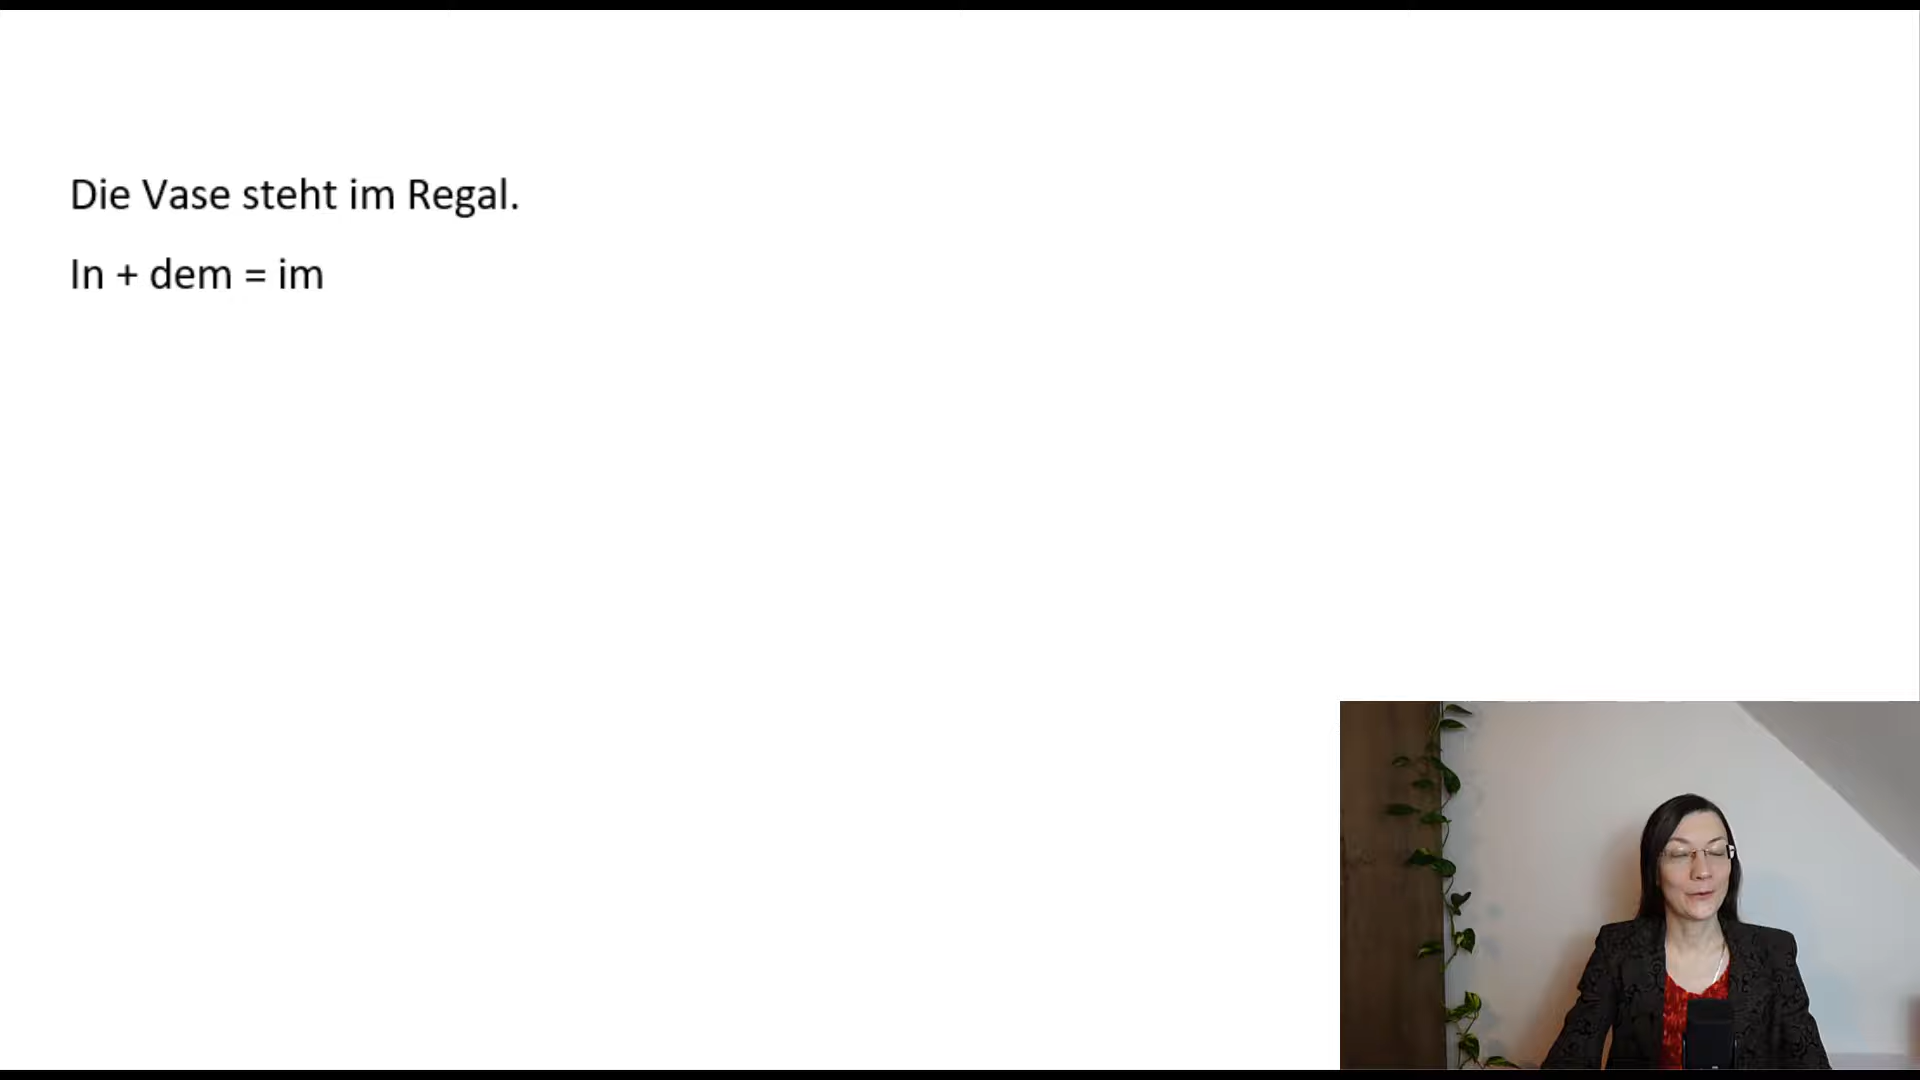 Die Vase steht im Regal.
In + dem = im